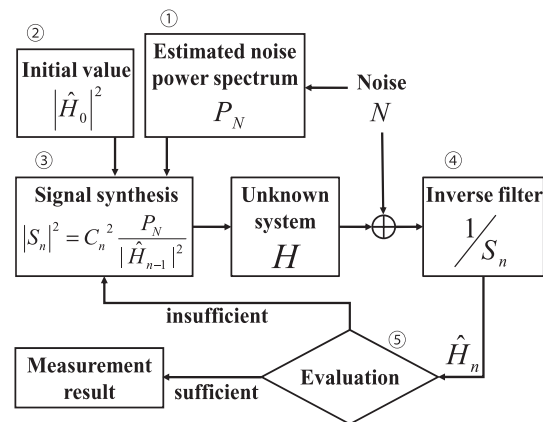 ①
②
Initial value
|Ĥ₀|²
Estimated noise
power spectrum
P_N
Noise
N
③
Signal synthesis
|S_n|² = C_n² P_N / |Ĥ_{n-1}|²
Unknown
system
H
④
Inverse filter
1/S_n
insufficient
⑤
Evaluation
Ĥ_n
sufficient
Measurement
result